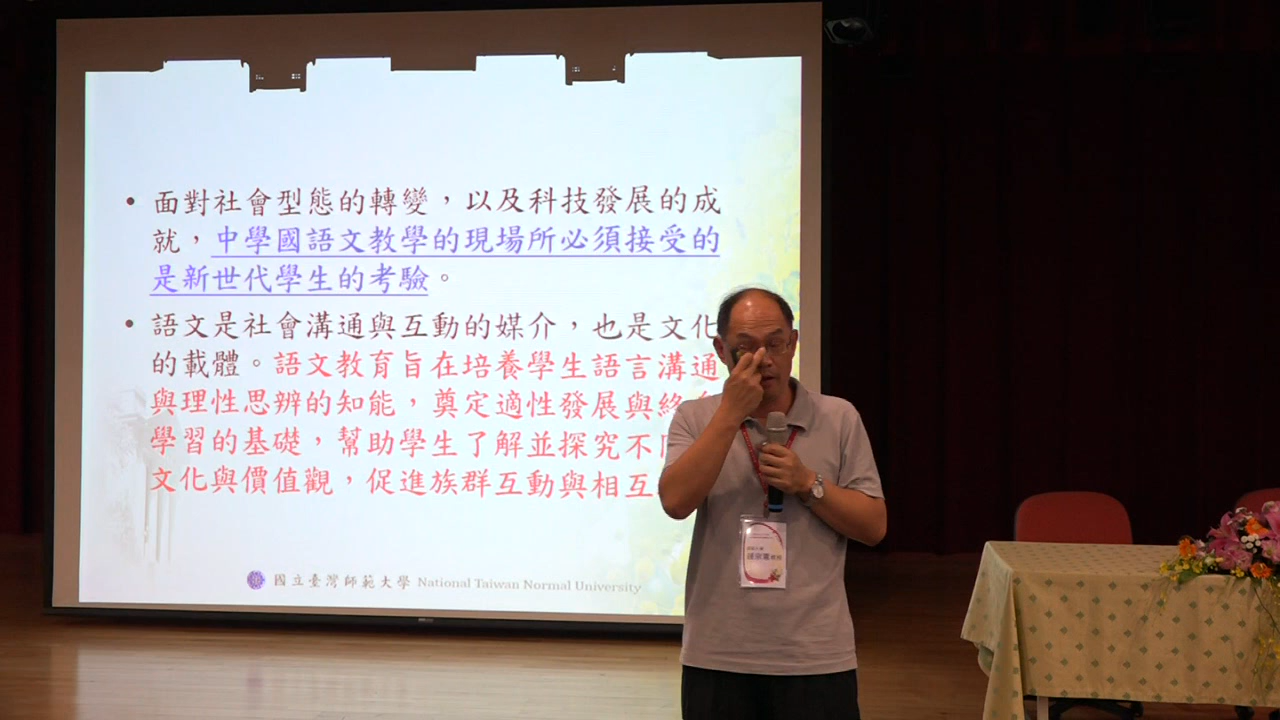 • 面對社會型態的轉變，以及科技發展的成
就，中學國語文教學的現場所必須接受的
是新世代學生的考驗。
• 語文是社會溝通與互動的媒介，也是文化
的載體。語文教育旨在培養學生語言溝通
與理性思辨的知能，奠定適性發展與終
學習的基礎，幫助學生了解並探究不
文化與價值觀，促進族群互動與相互
國立臺灣師範大學 National Taiwan Normal University